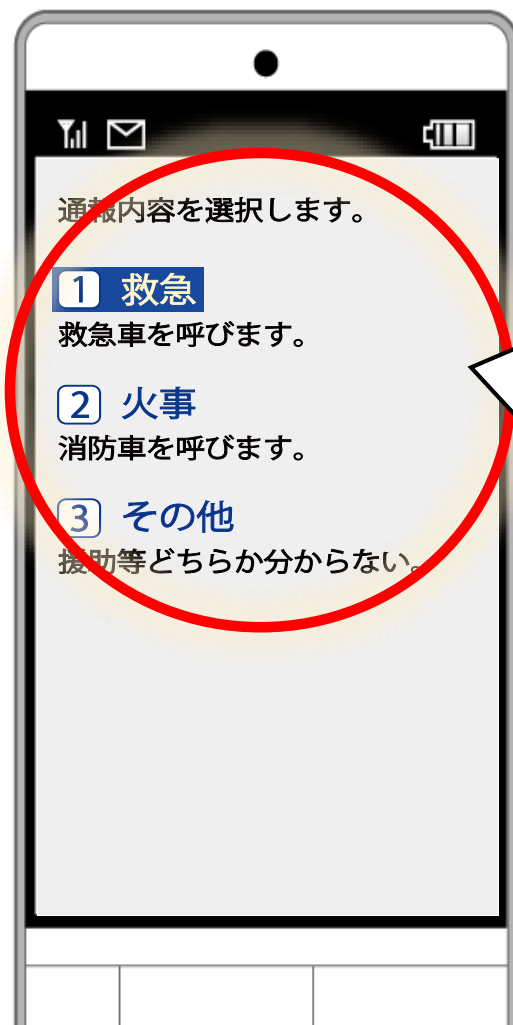 通報内容を選択します。
1 救急
救急車を呼びます。
2 火事
消防車を呼びます。
3 その他
援助等どちらか分からない。